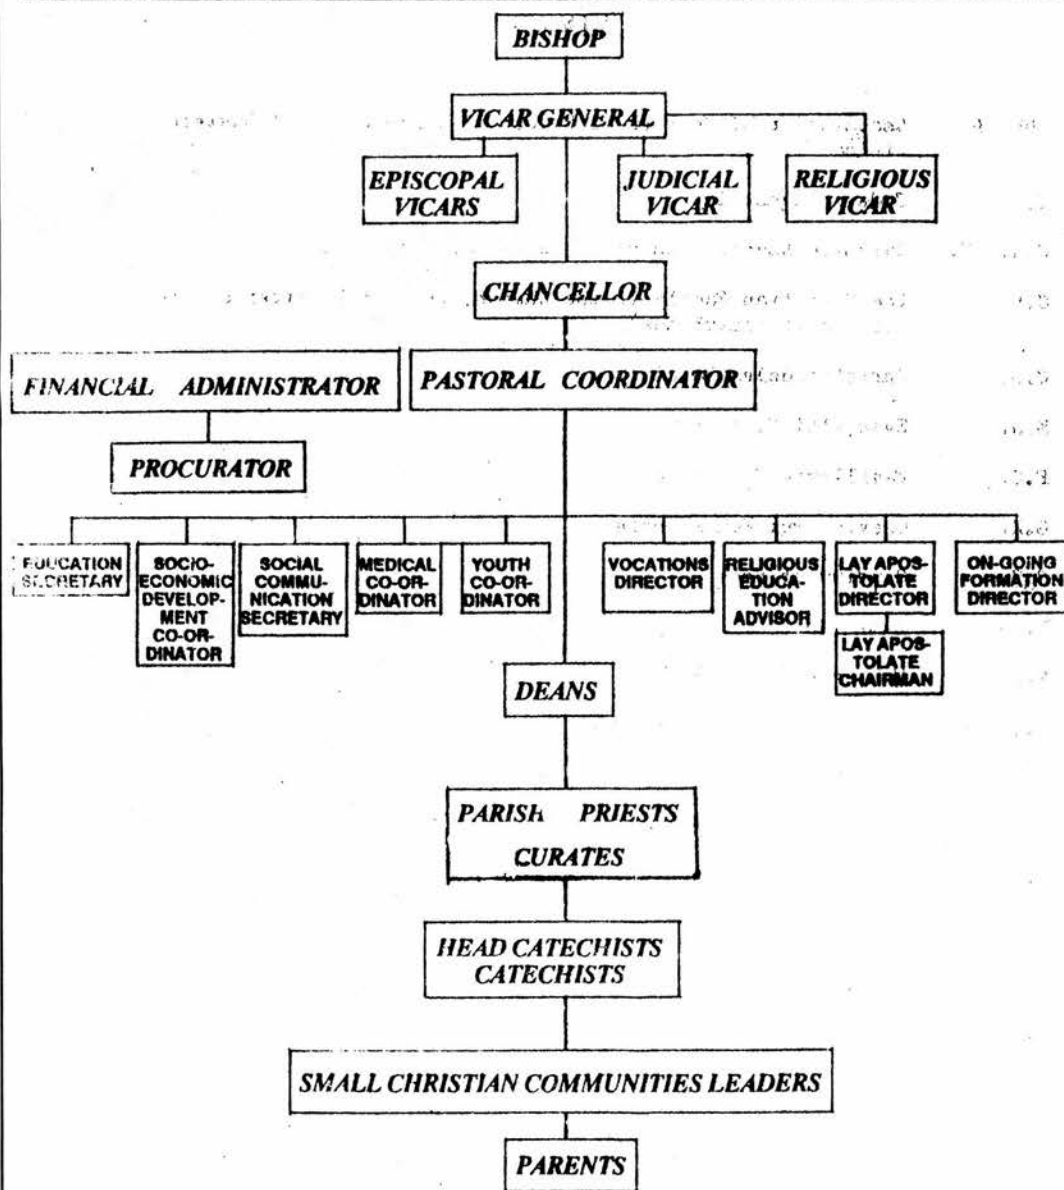 BISHOP
VICAR GENERAL
EPISCOPAL
VICARS
JUDICIAL
VICAR
RELIGIOUS
VICAR
CHANCELLOR
FINANCIAL ADMINISTRATOR
PASTORAL COORDINATOR
PROCURATOR
EDUCATION
SECRETARY
SOCIO-
ECONOMIC
DEVELOP-
MENT
CO-OR-
DINATOR
SOCIAL
COMMU-
NICATION
SECRETARY
MEDICAL
CO-OR-
DINATOR
YOUTH
CO-OR-
DINATOR
VOCATIONS
DIRECTOR
RELIGIOUS
EDUCA-
TION
ADVISOR
LAY APOS-
TOLATE
DIRECTOR
LAY APOS-
TOLATE
CHAIRMAN
ON-GOING
FORMATION
DIRECTOR
DEANS
PARISH PRIESTS
CURATES
HEAD CATECHISTS
CATECHISTS
SMALL CHRISTIAN COMMUNITIES LEADERS
PARENTS